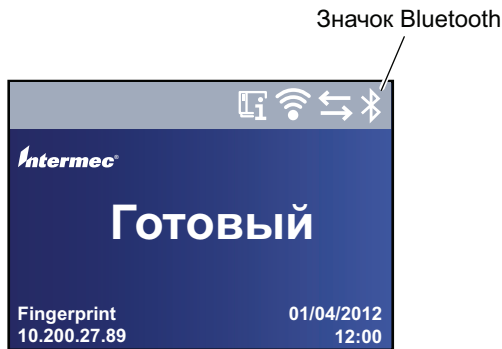 Значок Bluetooth
Intermec®
Готовый
Fingerprint 01/04/2012
10.200.27.89 12:00